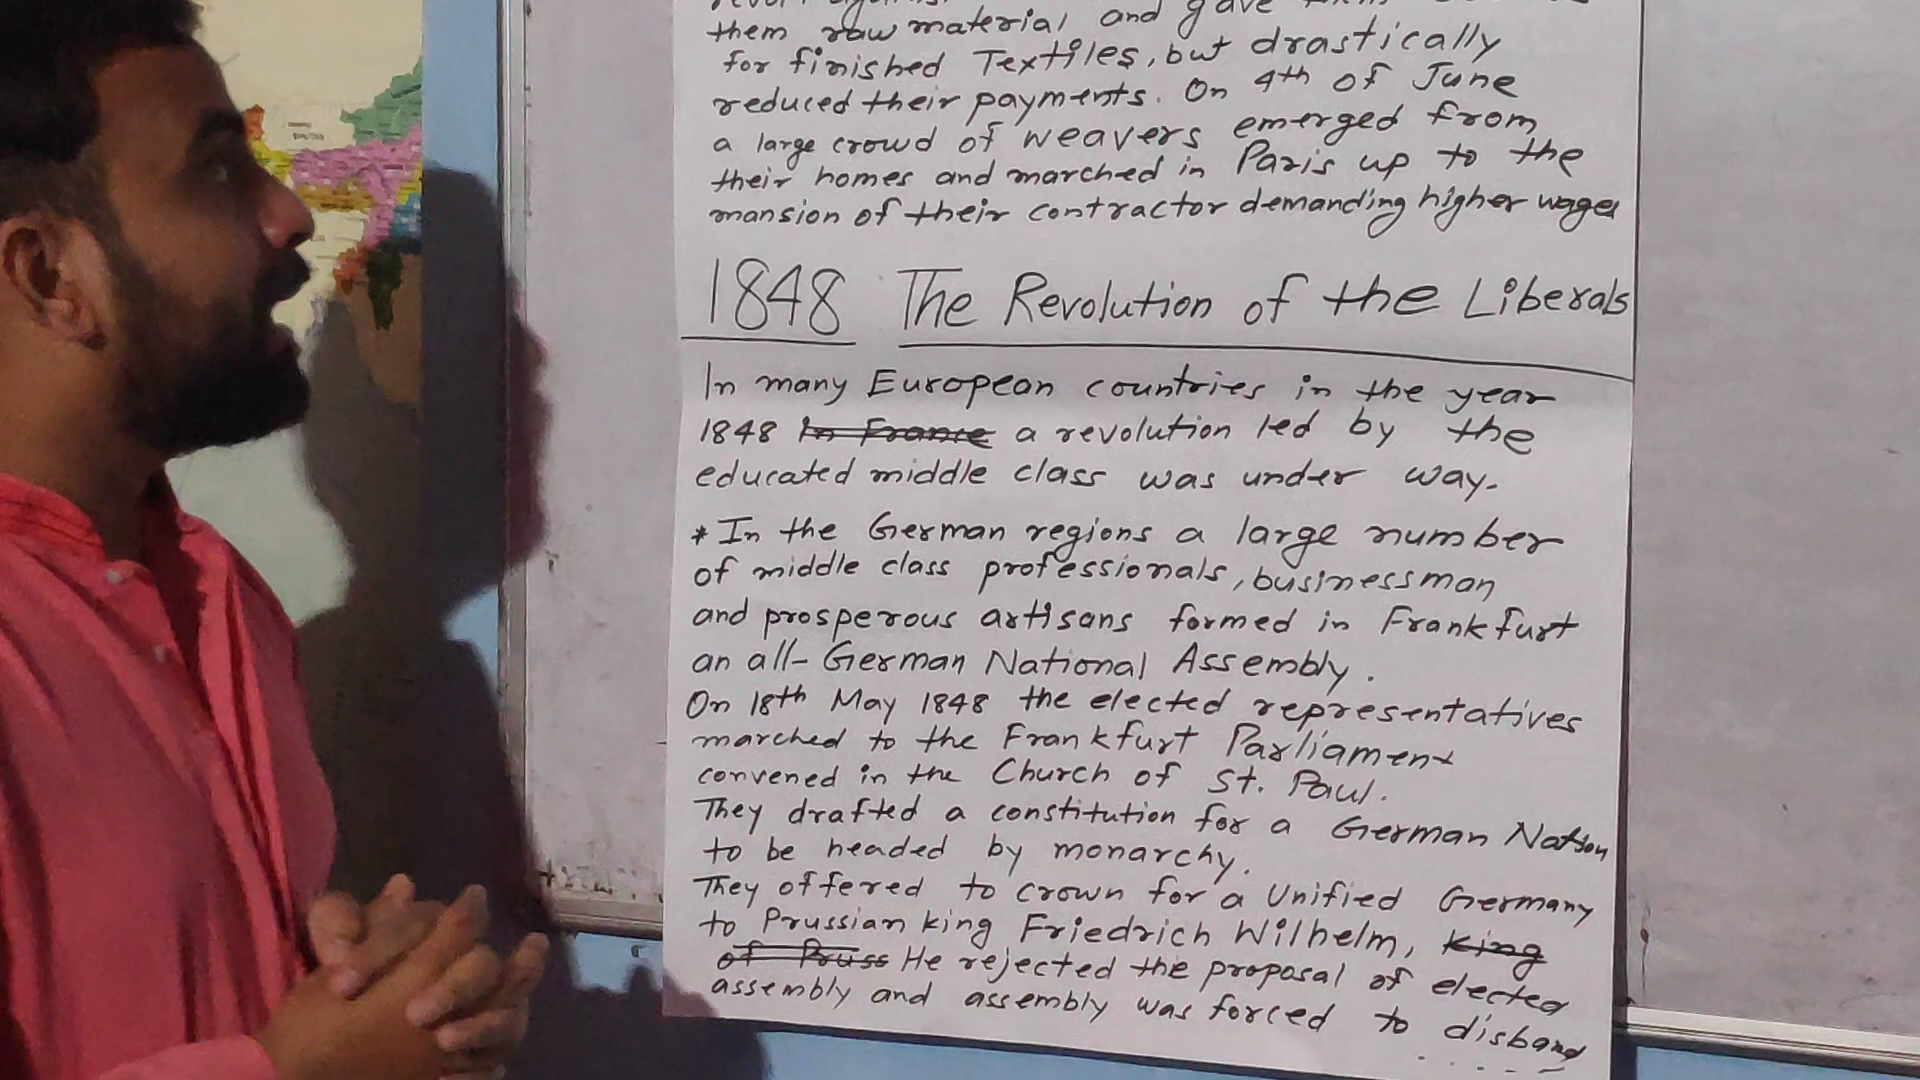 them raw material and gave
for finished Textiles, but drastically
reduced their payments. On 4th of June
a large crowd of weavers emerged from
their homes and marched in Paris up to the
mansion of their contractor demanding higher wages
1848 The Revolution of the Liberals
In many European countries in the year
1848 in France a revolution led by the
educated middle class was under way.
* In the German regions a large number
of middle class professionals, businessman
and prosperous artisans formed in Frankfurt
an all-German National Assembly.
On 18th May 1848 the elected representatives
marched to the Frankfurt Parliament
convened in the Church of St. Paul.
They drafted a constitution for a German Nation
to be headed by monarchy.
They offered to crown for a Unified Germany
to Prussian king Friedrich Wilhelm, King
of Pruss He rejected the proposal of elected
assembly and assembly was forced to disband